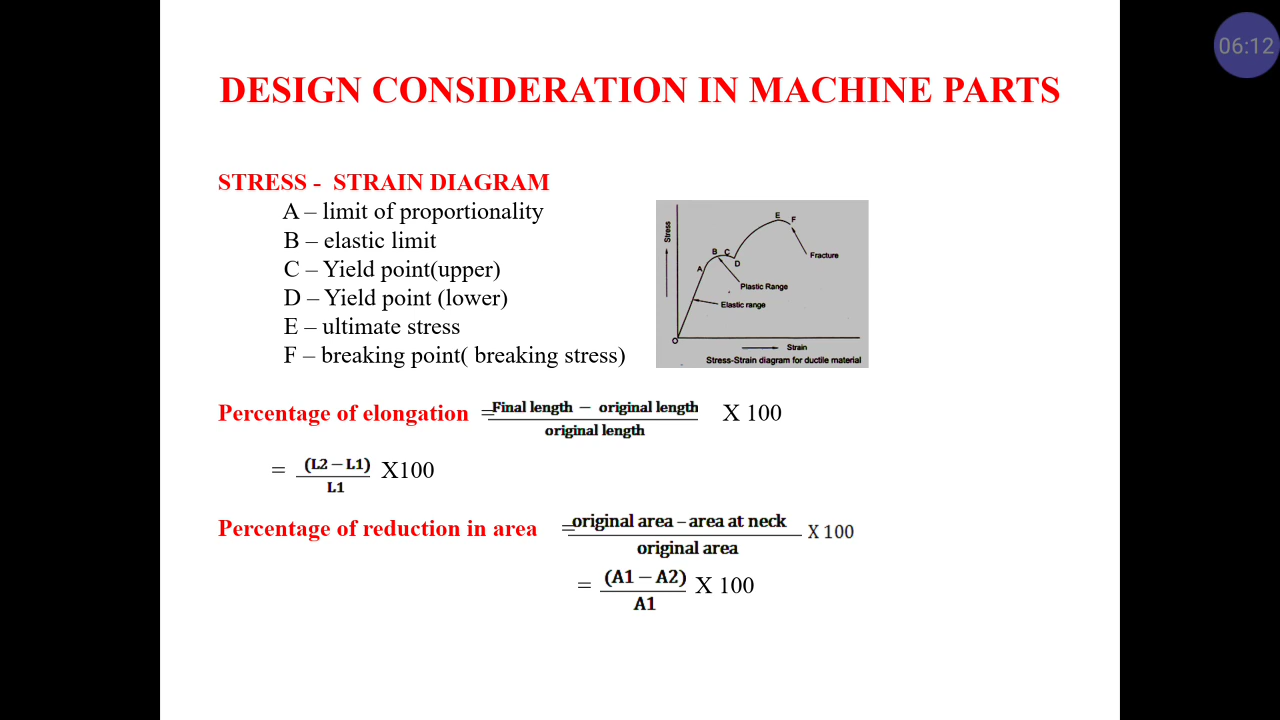 06:12
DESIGN CONSIDERATION IN MACHINE PARTS
STRESS - STRAIN DIAGRAM
A – limit of proportionality
B – elastic limit
C – Yield point(upper)
D – Yield point (lower)
E – ultimate stress
F – breaking point( breaking stress)
Stress
A
B
C
D
E
F
Fracture
Plastic Range
Elastic range
O
Strain
Stress-Strain diagram for ductile material
Percentage of elongation = Final length – original length X 100
original length
= (L2 – L1) X100
L1
Percentage of reduction in area = original area – area at neck X 100
original area
= (A1 – A2) X 100
A1